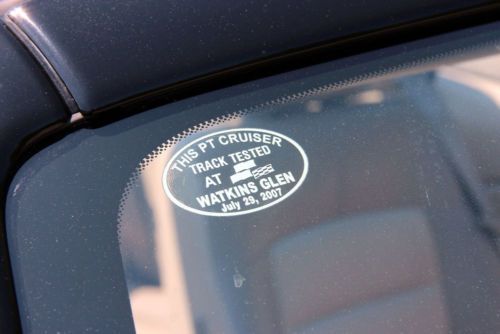 THIS PT CRUISER
TRACK TESTED
AT
WATKINS GLEN
July 29, 2007